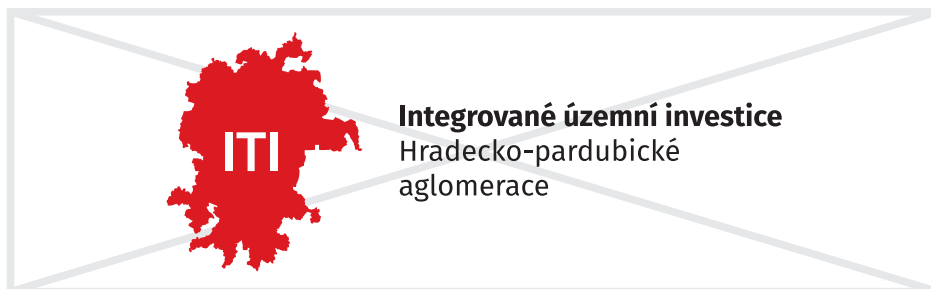 ITI
Integrované územní investice
Hradecko-pardubické
aglomerace